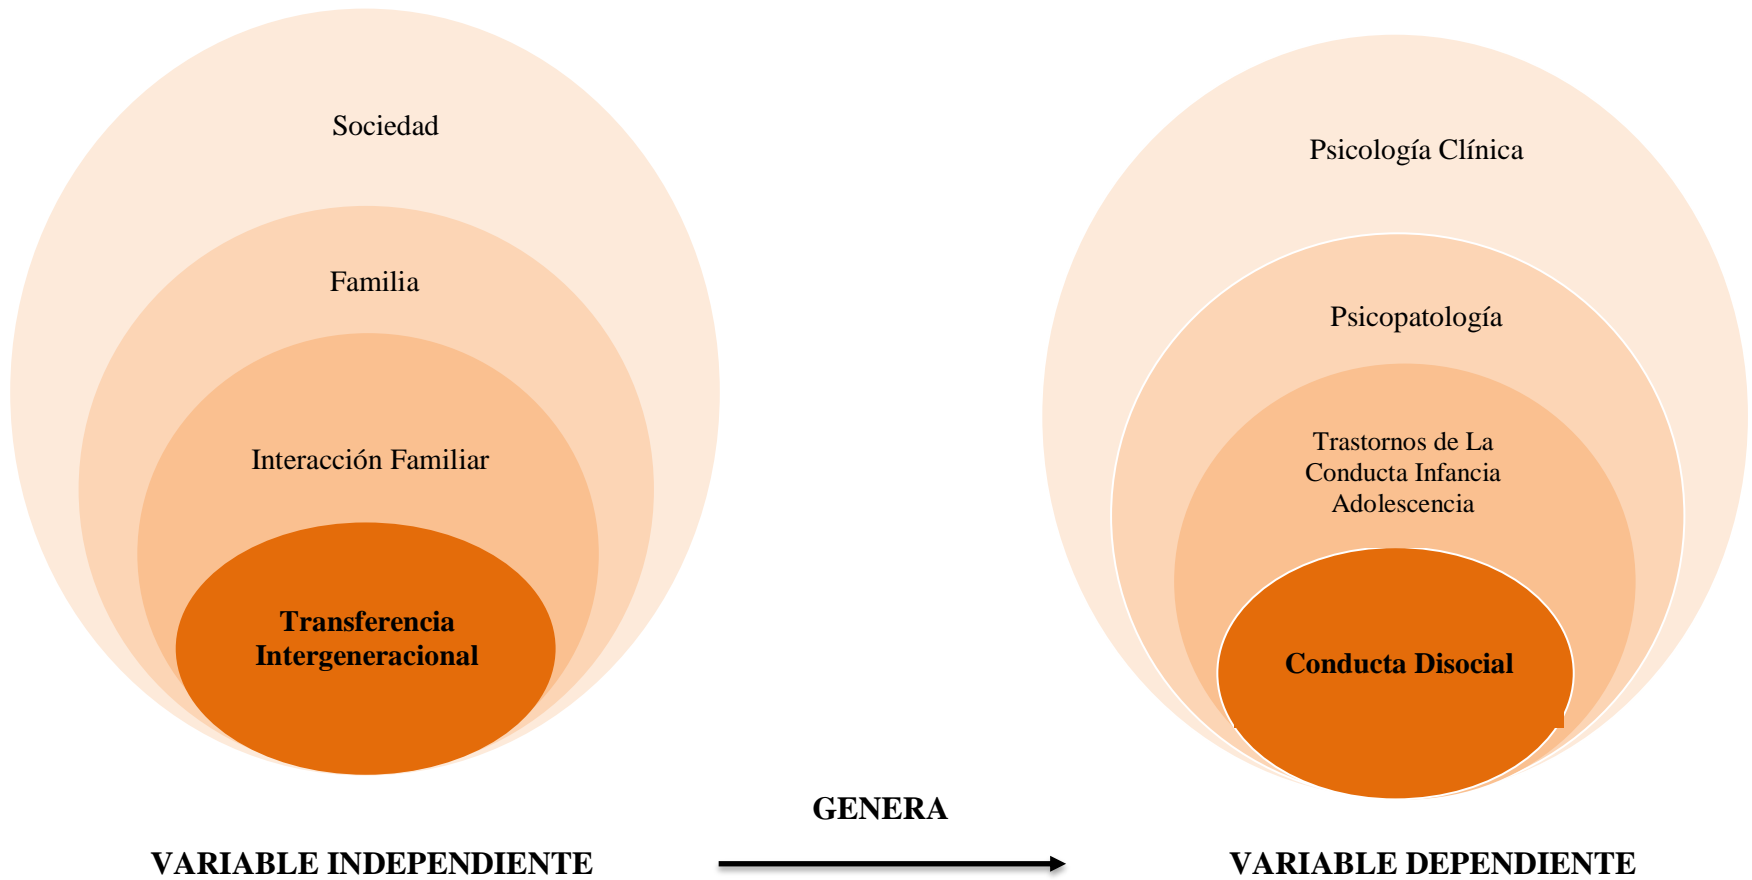 Sociedad
Familia
Interacción Familiar
Transferencia
Intergeneracional
Psicología Clínica
Psicopatología
Trastornos de La
Conducta Infancia
Adolescencia
Conducta Disocial
GENERA
VARIABLE INDEPENDIENTE
VARIABLE DEPENDIENTE